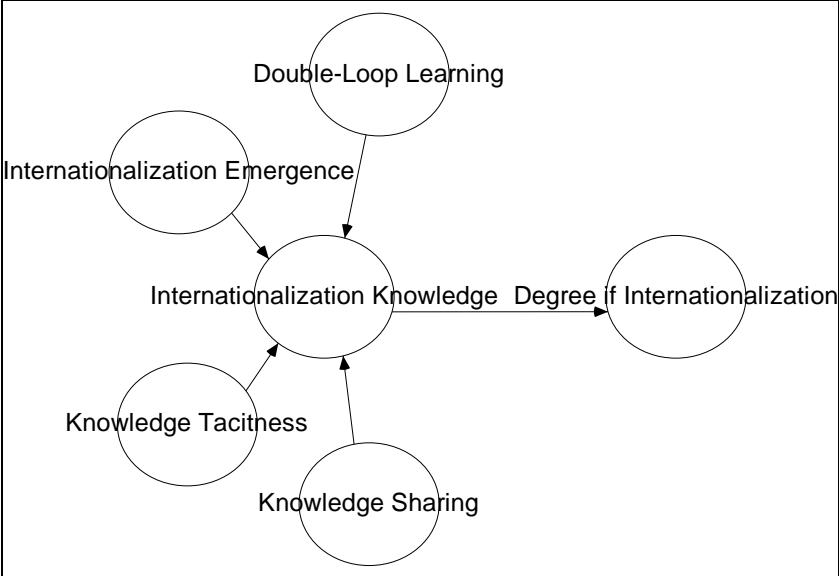 Double-Loop Learning
Internationalization Emergence
Internationalization Knowledge
Degree if Internationalization
Knowledge Tacitness
Knowledge Sharing